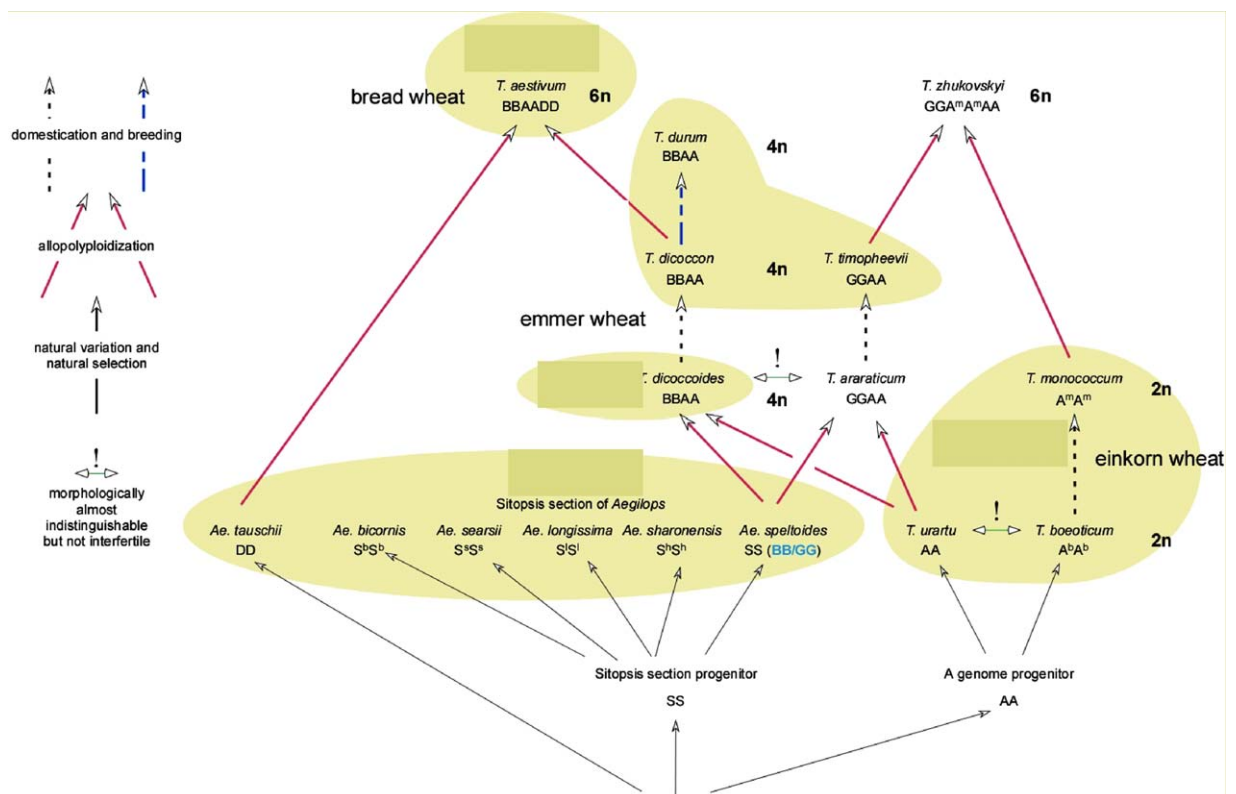 T. aestivum
BBAADD
6n
bread wheat
T. zhukovskyi
GGAᵐAᵐAA
6n
domestication and breeding
T. durum
BBAA
4n
allopolyploidization
T. dicoccon
BBAA
4n
T. timopheevii
GGAA
emmer wheat
natural variation and
natural selection
T. dicoccoides
BBAA
!
4n
T. araraticum
GGAA
T. monococcum
AᵐAᵐ
2n
einkorn wheat
!
morphologically
almost
indistinguishable
but not interfertile
Sitopsis section of Aegilops
Ae. tauschii
DD
Ae. bicornis
SᵇSᵇ
Ae. searsii
SˢSˢ
Ae. longissima
SˡSˡ
Ae. sharonensis
SʰSʰ
Ae. speltoides
SS (BB/GG)
T. urartu
AA
!
T. boeoticum
AᵇAᵇ
2n
Sitopsis section progenitor
SS
A genome progenitor
AA